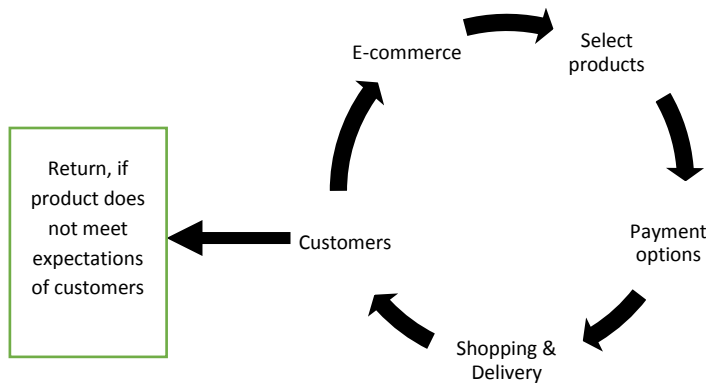 E-commerce
Select
products
Payment
options
Shopping &
Delivery
Customers
Return, if
product does
not meet
expectations
of customers